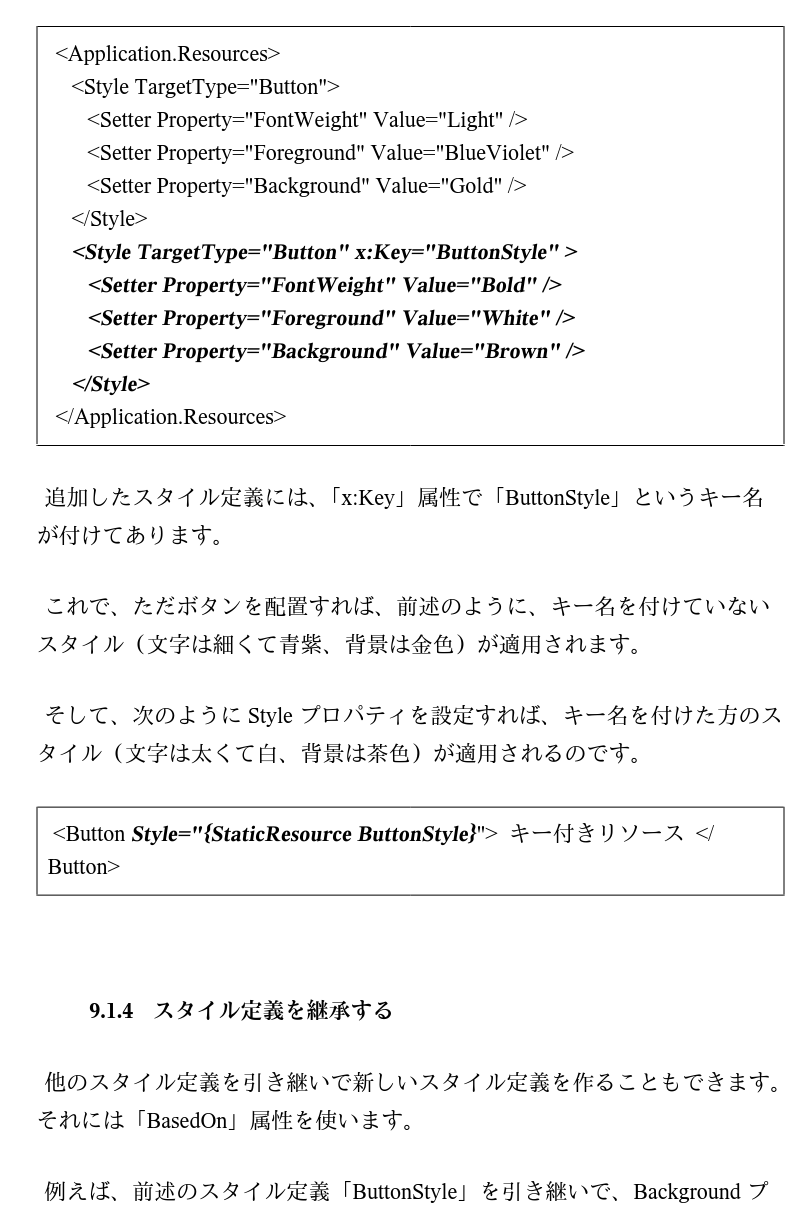 <Application.Resources>
<Style TargetType="Button">
<Setter Property="FontWeight" Value="Light" />
<Setter Property="Foreground" Value="BlueViolet" />
<Setter Property="Background" Value="Gold" />
</Style>
<Style TargetType="Button" x:Key="ButtonStyle" >
<Setter Property="FontWeight" Value="Bold" />
<Setter Property="Foreground" Value="White" />
<Setter Property="Background" Value="Brown" />
</Style>
</Application.Resources>
追加したスタイル定義には、「x:Key」属性で「ButtonStyle」というキー名
が付けてあります。
これで、ただボタンを配置すれば、前述のように、キー名を付けていない
スタイル（文字は細くて青紫、背景は金色）が適用されます。
そして、次のように Style プロパティを設定すれば、キー名を付けた方のス
タイル（文字は太くて白、背景は茶色）が適用されるのです。
<Button Style="{StaticResource ButtonStyle}"> キー付きリソース </
Button>
9.1.4 スタイル定義を継承する
他のスタイル定義を引き継いで新しいスタイル定義を作ることもできます。
それには「BasedOn」属性を使います。
例えば、前述のスタイル定義「ButtonStyle」を引き継いで、Background プ